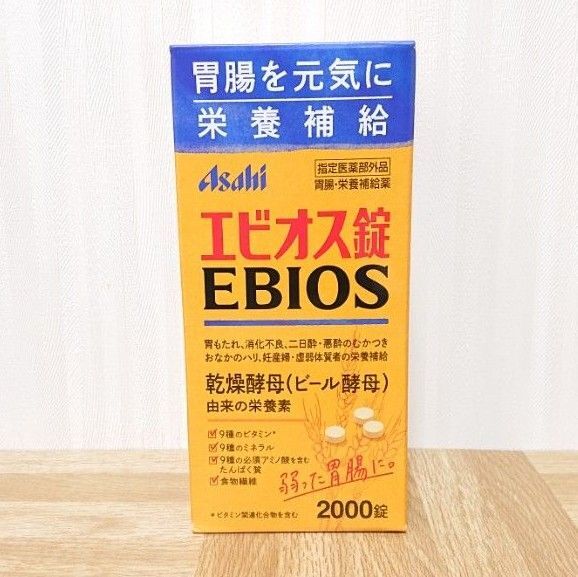 胃腸を元気に
栄養補給
Asahi
指定医薬部外品
胃腸・栄養補給薬
エビオス錠
EBIOS
胃もたれ、消化不良、二日酔・悪酔のむかつき
おなかのハリ、妊産婦・虚弱体質者の栄養補給
乾燥酵母(ビール酵母)
由来の栄養素
9種のビタミン*
9種のミネラル
9種の必須アミノ酸を含む
たんぱく質
食物繊維
弱った胃腸に。
*ビタミン関連化合物を含む
2000錠